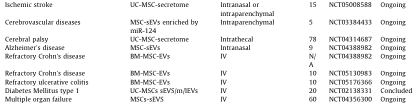 Ischemic stroke UC-MSC-secretome Intranasal or 15 NCT05008588 Ongoing
intraparenchymal
Cerebrovascular diseases MSC-sEVs enriched by Intraparenchymal 5 NCT03384433 Ongoing
miR-124
Cerebral palsy UC-MSC-secretome Intrathecal 78 NCT04314687 Ongoing
Alzheimer's disease MSC-sEVs Intranasal 9 NCT04388982 Ongoing
Refractory Crohn's disease BM-MSC-EVs IV N/ NCT04388982 Ongoing
A
Refractory Crohn's disease BM-MSC-EVs IV 10 NCT05130983 Ongoing
Refractory ulcerative colitis BM-MSC-EVs IV 10 NCT05176366 Ongoing
Diabetes Mellitus type 1 UC-MSCs sEVS/m/lEVs IV 20 NCT02138331 Concluded
Multiple organ failure MSCs-sEVS IV 60 NCT04356300 Ongoing